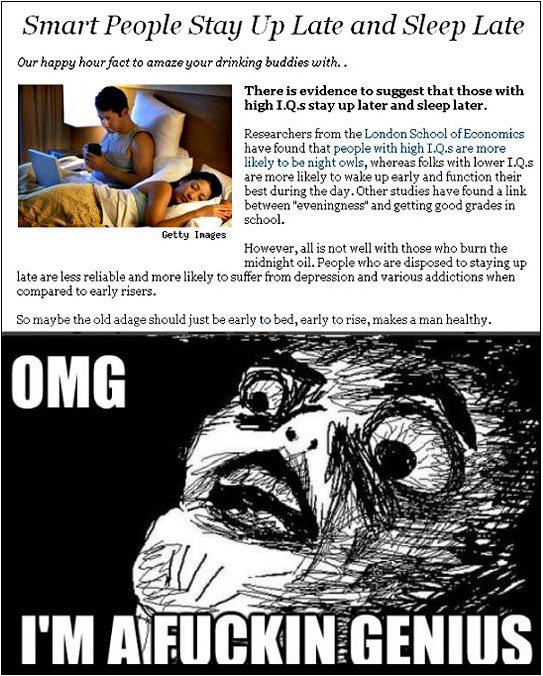 Smart People Stay Up Late and Sleep Late
Our happy hour fact to amaze your drinking buddies with. .
There is evidence to suggest that those with
high I.Q.s stay up later and sleep later.
Researchers from the London School of Economics
have found that people with high I.Q.s are more
likely to be night owls, whereas folks with lower I.Q.s
are more likely to wake up early and function their
best during the day. Other studies have found a link
between "eveningness" and getting good grades in
school.
Getty Images
However, all is not well with those who burn the
midnight oil. People who are disposed to staying up
late are less reliable and more likely to suffer from depression and various addictions when
compared to early risers.
So maybe the old adage should just be early to bed, early to rise, makes a man healthy.
OMG
I'M A FUCKIN GENIUS